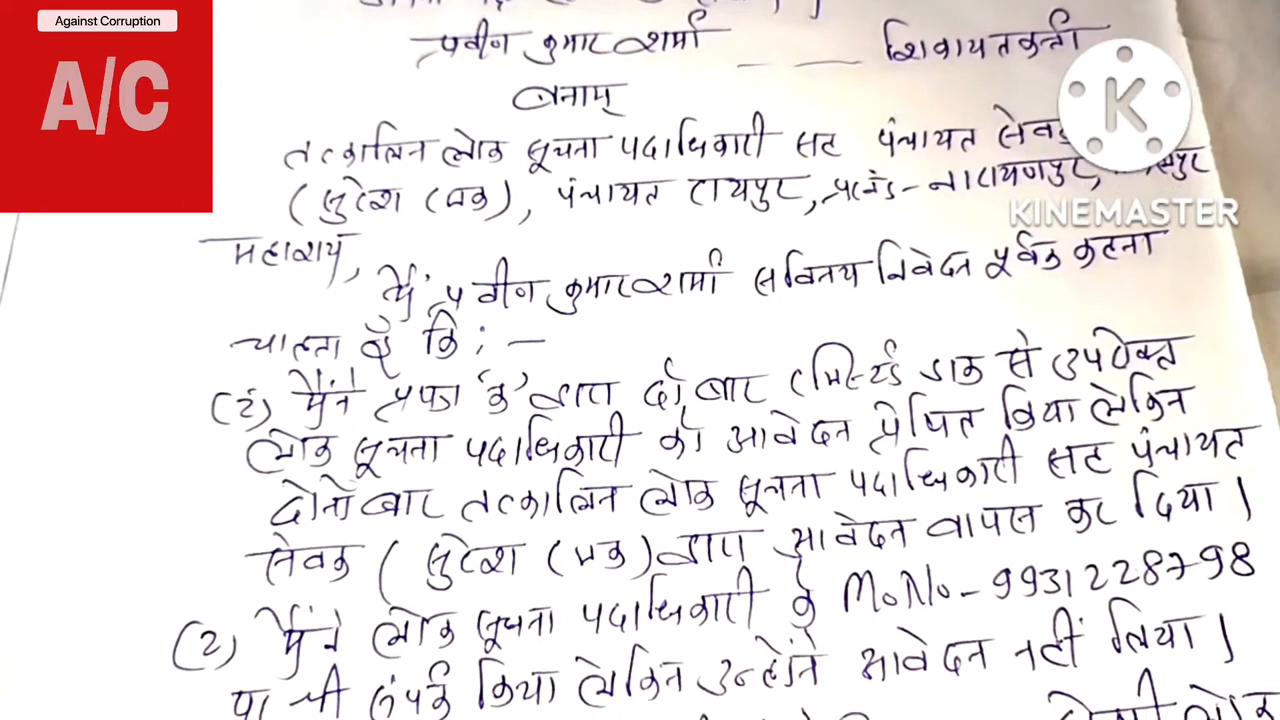 Against Corruption
A/C
प्रवीण कुमार शर्मा _ _ शिकायतकर्त्ता
बनाम्
तत्कालिन लोक सूचना पदाधिकारी सह पंचायत सेवक
(सुरेश रमक), पंचायत रायपुर, प्रखंड-नारायणपुर,
KINEMASTER
महाशय,
मैं प्रवीण कुमार शर्मा सविनय निवेदन पूर्वक कहना
चाहता हूँ कि :-
(1) मैंने प्रपत्र 'क' द्वारा दो बार रजिस्टर्ड डाक से उपरोक्त
लोक सूचना पदाधिकारी को आवेदन प्रेषित किया लेकिन
दोनों बार तत्कालिन लोक सूचना पदाधिकारी सह पंचायत
सेवक (सुरेश रमक) द्वारा आवेदन वापस कर दिया।
(2) मैंने लोक सूचना पदाधिकारी के Mo.No-9931228798
पर भी संपर्क किया लेकिन उन्होंने आवेदन नहीं लिया।